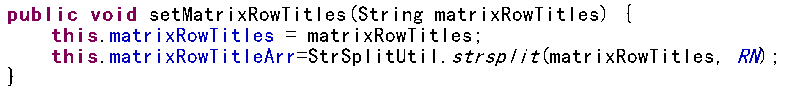 public void setMatrixRowTitles(String matrixRowTitles) {
    this.matrixRowTitles = matrixRowTitles;
    this.matrixRowTitleArr=StrSplitUtil.strsplit(matrixRowTitles, RN);
}